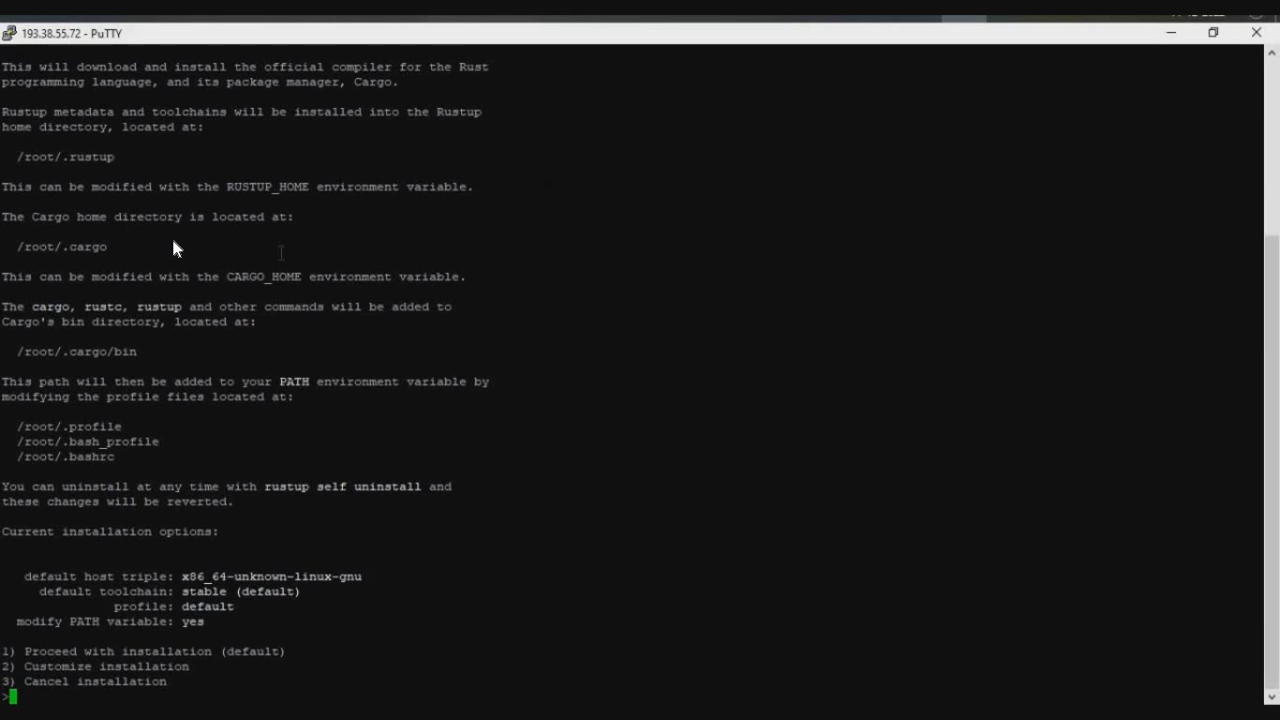 193.38.55.72 - PuTTY
This will download and install the official compiler for the Rust
programming language, and its package manager, Cargo.
Rustup metadata and toolchains will be installed into the Rustup
home directory, located at:
/root/.rustup
This can be modified with the RUSTUP_HOME environment variable.
The Cargo home directory is located at:
/root/.cargo
This can be modified with the CARGO_HOME environment variable.
The cargo, rustc, rustup and other commands will be added to
Cargo's bin directory, located at:
/root/.cargo/bin
This path will then be added to your PATH environment variable by
modifying the profile files located at:
/root/.profile
/root/.bash_profile
/root/.bashrc
You can uninstall at any time with rustup self uninstall and
these changes will be reverted.
Current installation options:
default host triple: x86_64-unknown-linux-gnu
default toolchain: stable (default)
profile: default
modify PATH variable: yes
1) Proceed with installation (default)
2) Customize installation
3) Cancel installation
>